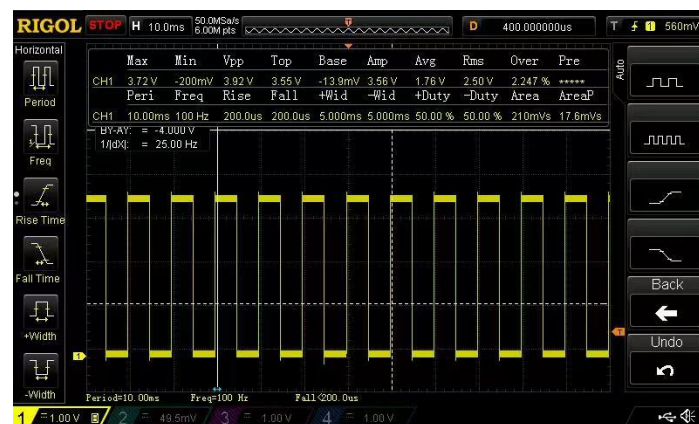 RIGOL STOP H 10.0ms 50.0MSa/s 6.00M pts D 400.000000us T 1 560mV
Horizontal
Period
Freq
Rise Time
Fall Time
+Width
-Width
Max Min Vpp Top Base Amp Avg Rms Over Pre
CH1 3.72 V -200mV 3.92 V 3.55 V -13.9mV 3.56 V 1.76 V 2.50 V 2.247 % *****
Peri Freq Rise Fall +Wid -Wid +Duty -Duty Area AreaP
CH1 10.00ms 100 Hz 200.0us 200.0us 5.000ms 5.000ms 50.00 % 50.00 % 210mVs 17.6mVs
BY-AY: = -4.000 V
1/|dX|: = 25.00 Hz
1
T
Period=10.00ms Freq=100 Hz Fall<200.0us
Auto
Back
Undo
1 = 1.00 V B 2 = 49.5mV 3 = 1.00 V 4 = 1.00 V